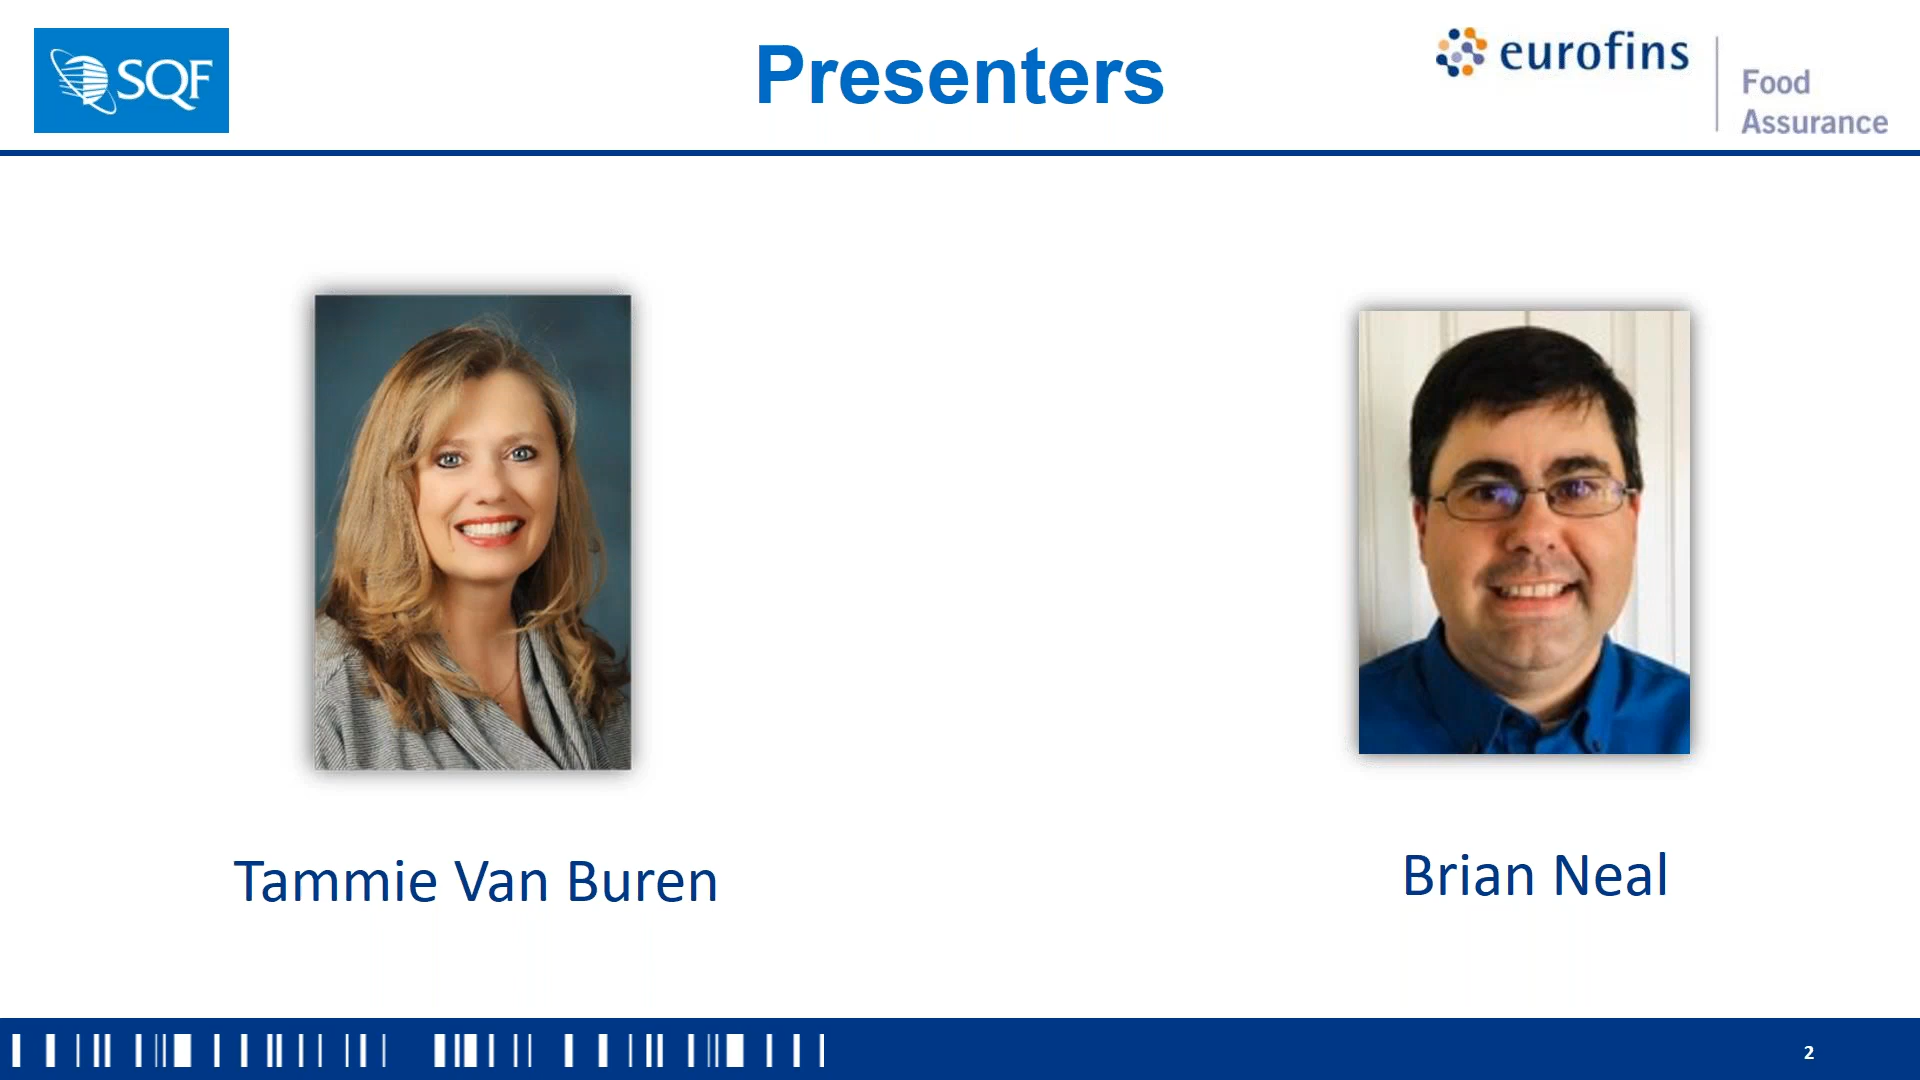 SQF
Presenters
eurofins
Food
Assurance
Tammie Van Buren
Brian Neal
2